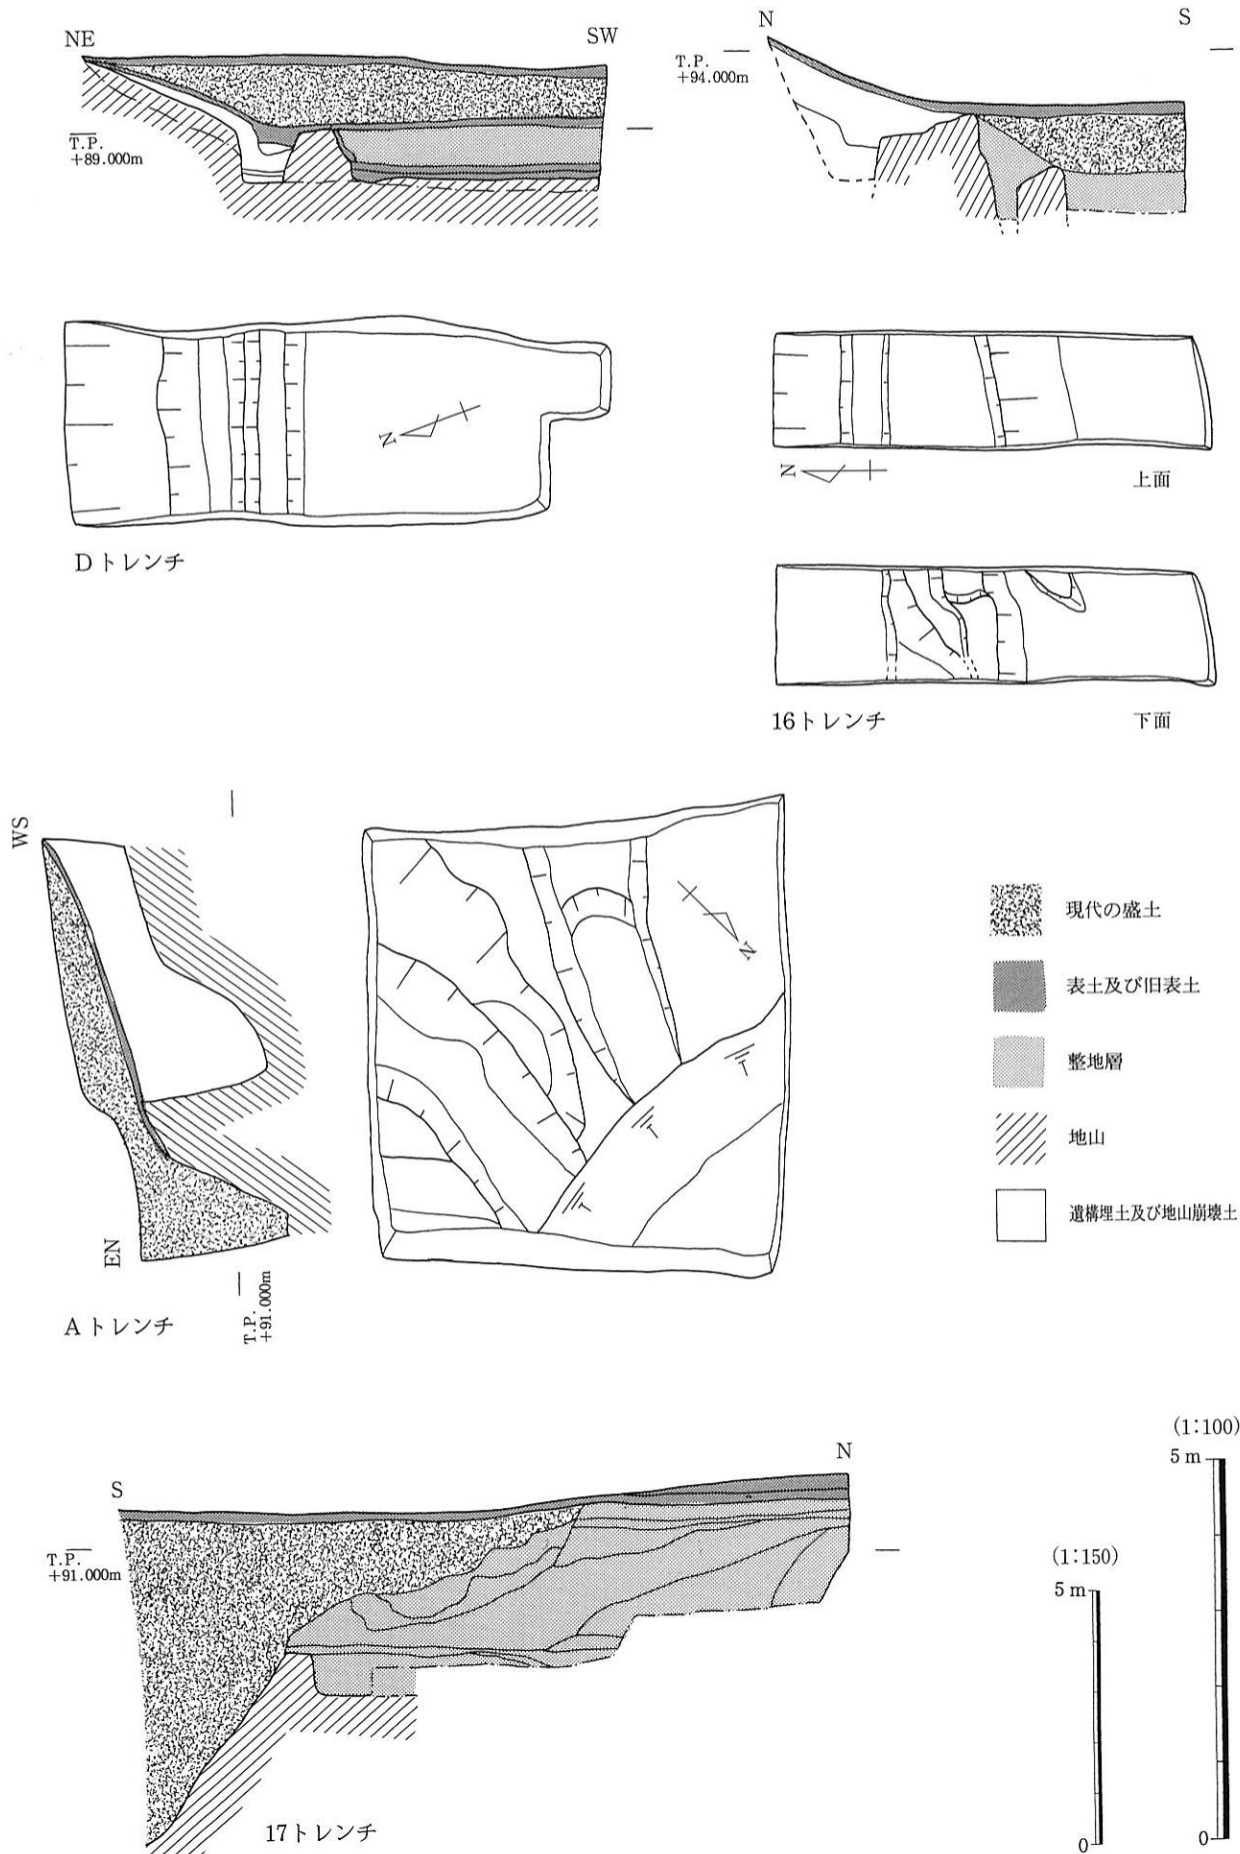 NE
SW
T.P.
+89.000m
N
S
T.P.
+94.000m
N
Dトレンチ
N
上面
16トレンチ
下面
WS
EN
T.P.
+91.000m
Aトレンチ
N
現代の盛土
表土及び旧表土
整地層
地山
遺構埋土及び地山崩壊土
S
N
T.P.
+91.000m
17トレンチ
(1:150)
5m
0
(1:100)
5m
0